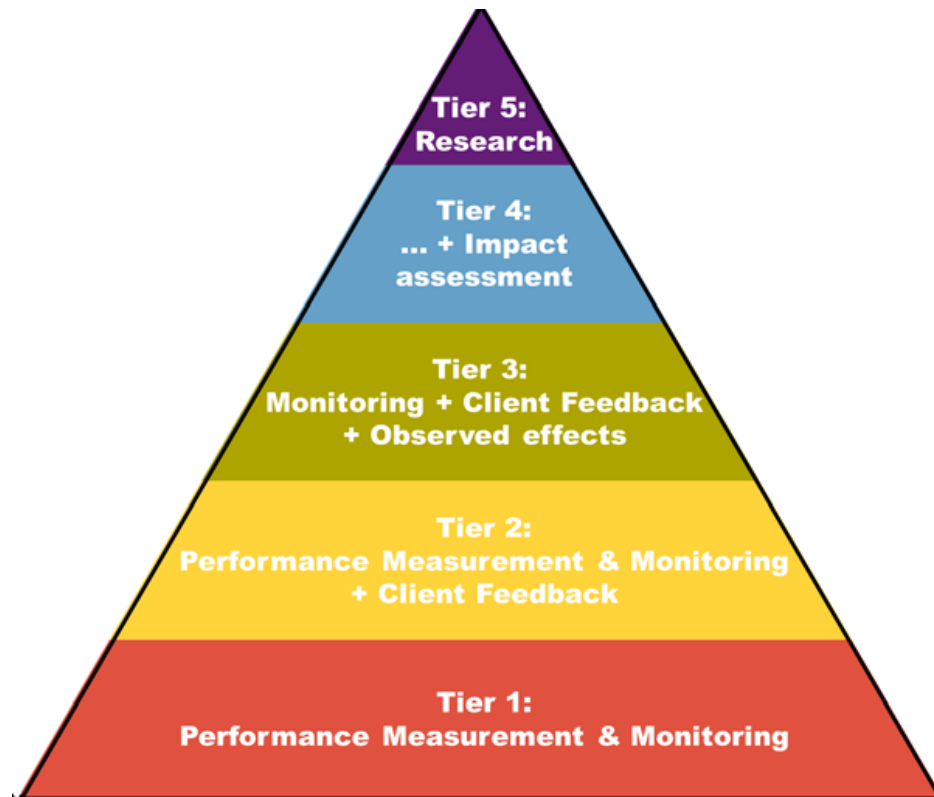 Tier 5:
Research
Tier 4:
... + Impact
assessment
Tier 3:
Monitoring + Client Feedback
+ Observed effects
Tier 2:
Performance Measurement & Monitoring
+ Client Feedback
Tier 1:
Performance Measurement & Monitoring